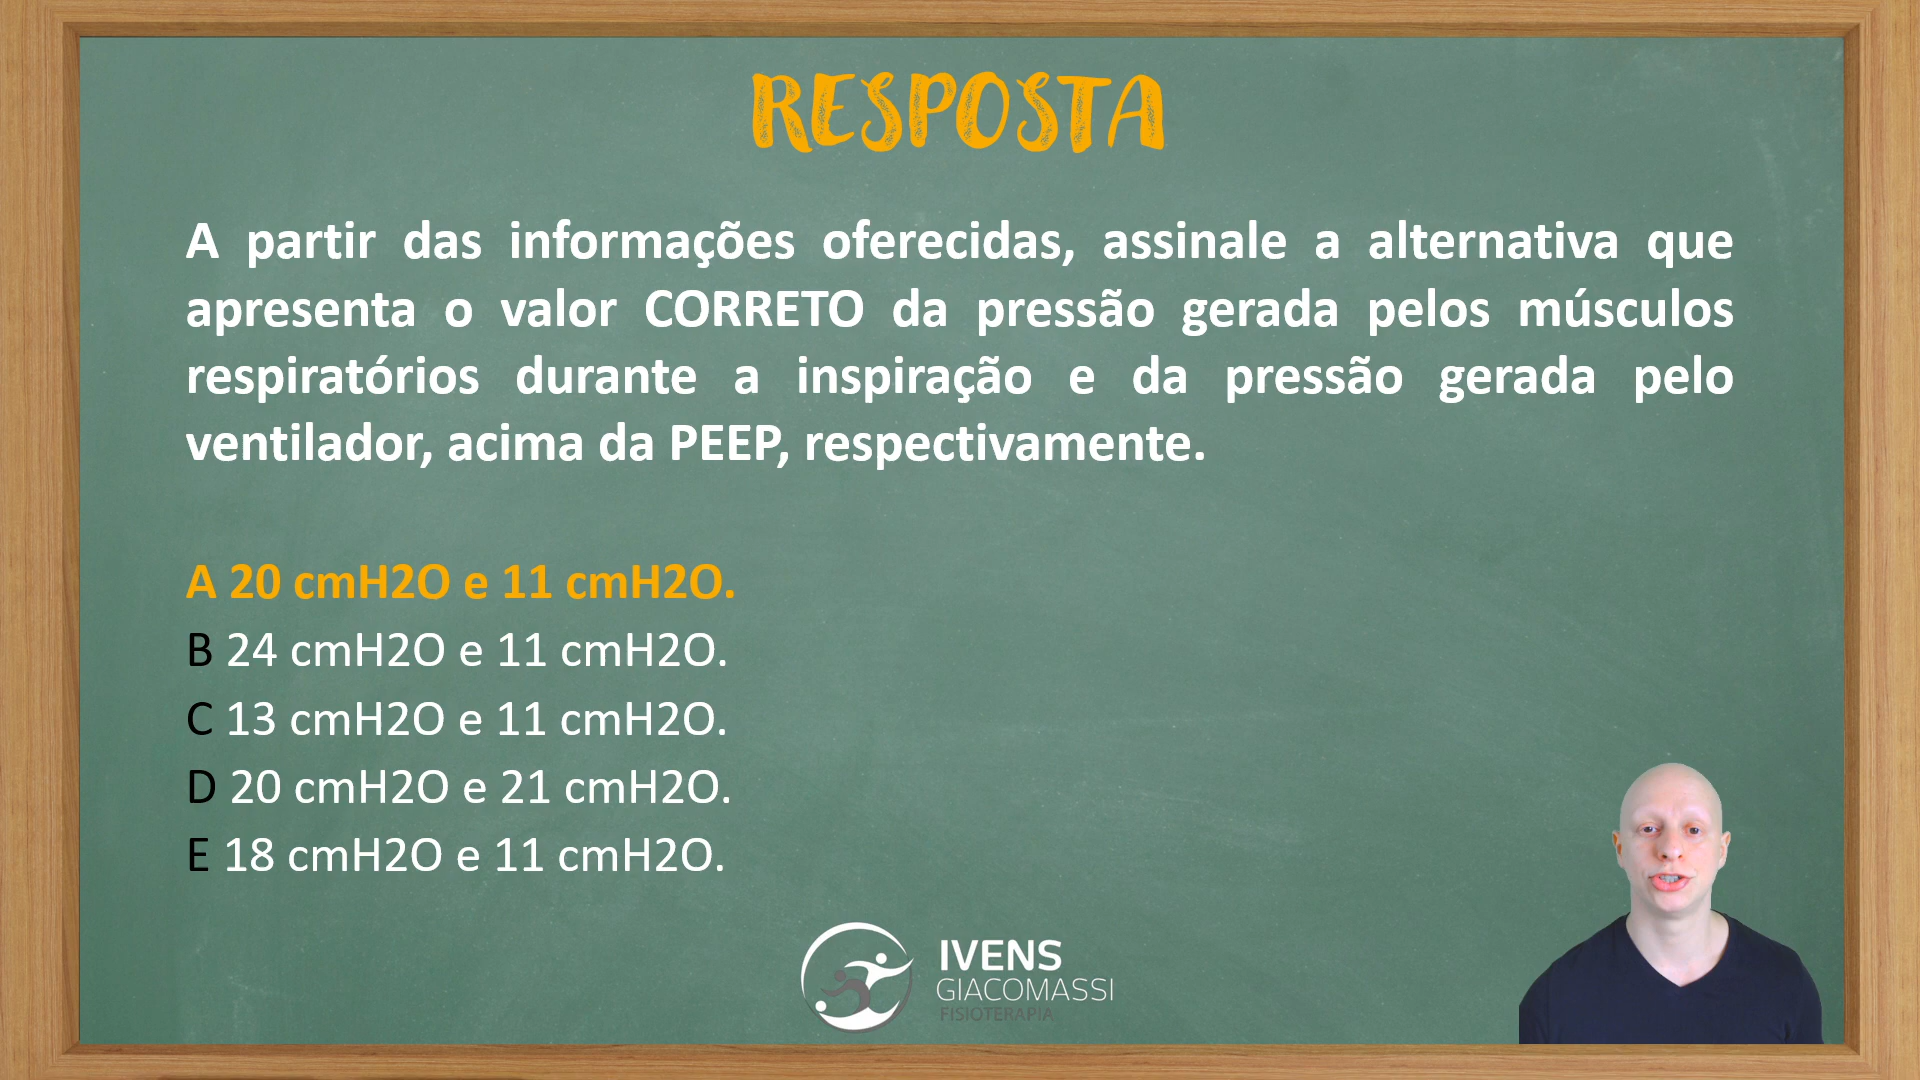 RESPOSTA
A partir das informações oferecidas, assinale a alternativa que
apresenta o valor CORRETO da pressão gerada pelos músculos
respiratórios durante a inspiração e da pressão gerada pelo
ventilador, acima da PEEP, respectivamente.
A 20 cmH2O e 11 cmH2O.
B 24 cmH2O e 11 cmH2O.
C 13 cmH2O e 11 cmH2O.
D 20 cmH2O e 21 cmH2O.
E 18 cmH2O e 11 cmH2O.
IVENS
GIACOMASSI
FISIOTERAPIA